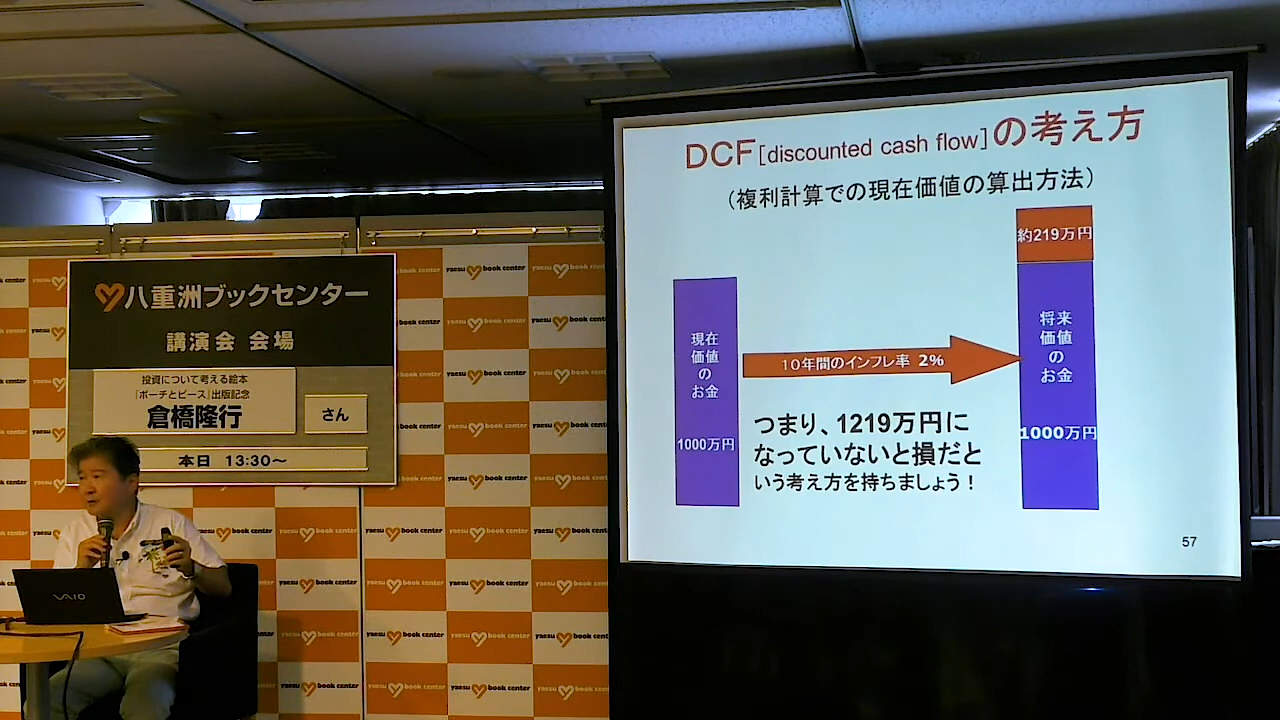 八重洲ブックセンター
講演会 会場
投資について考える絵本
『ポーチとピース』出版記念
倉橋隆行
さん
本日 13:30～
yaesu book center
VAIO
DCF[discounted cash flow]の考え方
（複利計算での現在価値の算出方法）
約219万円
現在
価値
の
お金
1000万円
10年間のインフレ率 2%
将来
価値
の
お金
1000万円
つまり、1219万円に
なっていないと損だと
いう考え方を持ちましょう！
57